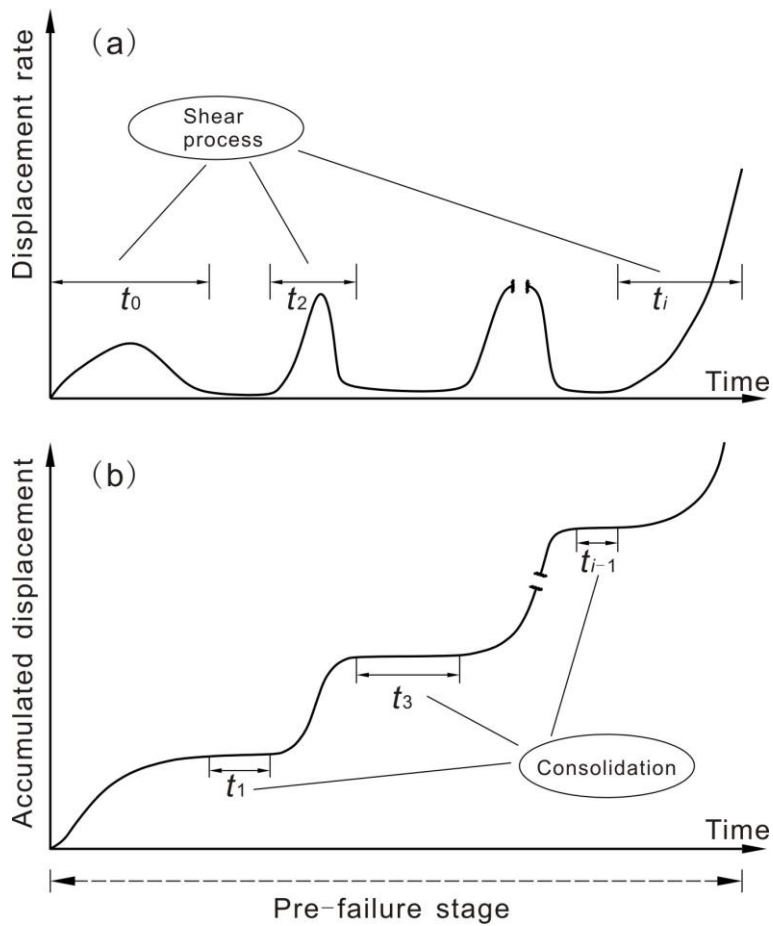 (a)
Displacement rate
Shear
process
t0
t2
ti
Time
(b)
Accumulated displacement
t1
t3
ti-1
Consolidation
Time
Pre-failure stage